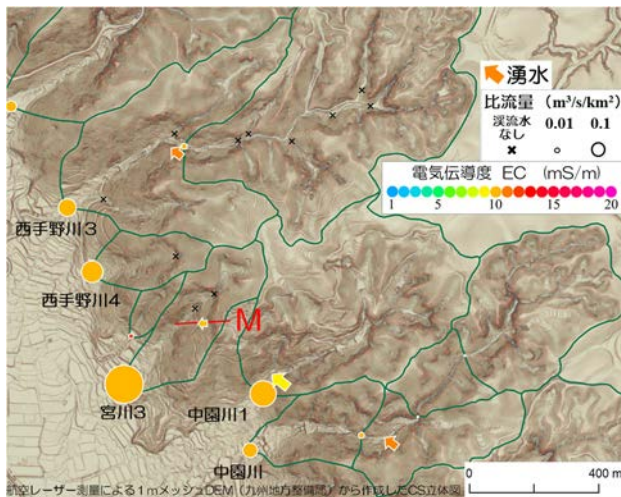 湧水
比流量 (m³/s/km²)
渓流水なし 0.01 0.1
電気伝導度 EC (mS/m)
1 5 10 15 20
西手野川3
西手野川4
M
宮川3
中園川1
中園川
航空レーザー測量による1mメッシュDEM(九州地方整備局)から作成したCS立体図
0 200 400 m